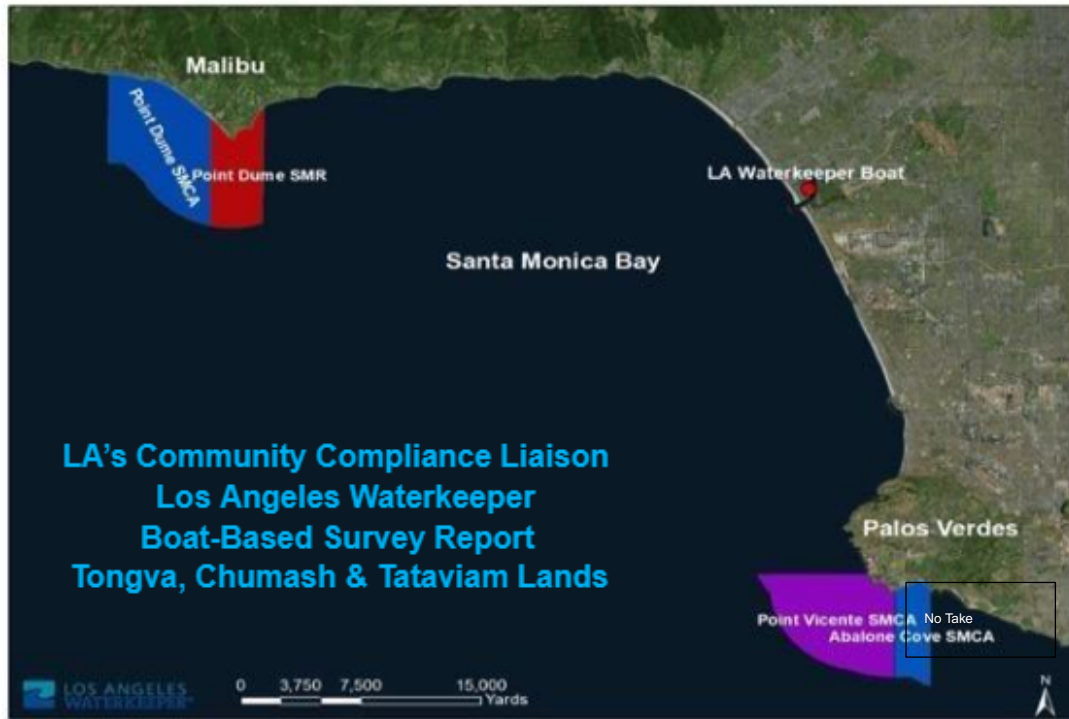 Malibu
Point Dume SMCA
Point Dume SMR
LA Waterkeeper Boat
Santa Monica Bay
LA's Community Compliance Liaison
Los Angeles Waterkeeper
Boat-Based Survey Report
Tongva, Chumash & Tataviam Lands
Palos Verdes
Point Vicente SMCA No Take
Abalone Cove SMCA
LOS ANGELES
WATERKEEPER
0 3,750 7,500 15,000
Yards
N